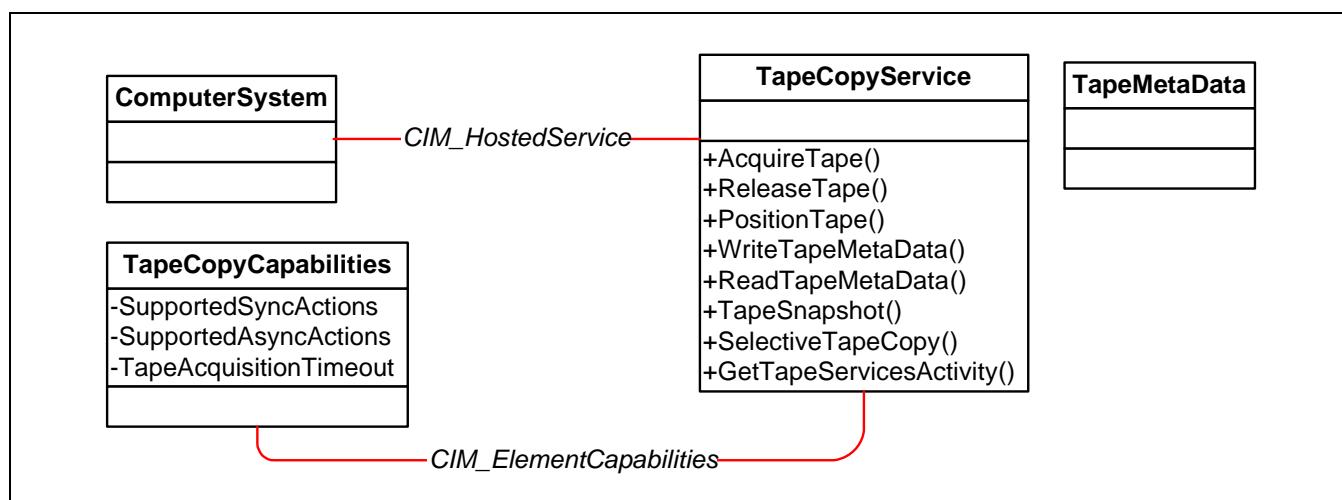 ComputerSystem
CIM_HostedService
TapeCopyService
+AcquireTape()
+ReleaseTape()
+PositionTape()
+WriteTapeMetaData()
+ReadTapeMetaData()
+TapeSnapshot()
+SelectiveTapeCopy()
+GetTapeServicesActivity()
TapeMetaData
TapeCopyCapabilities
-SupportedSyncActions
-SupportedAsyncActions
-TapeAcquisitionTimeout
CIM_ElementCapabilities